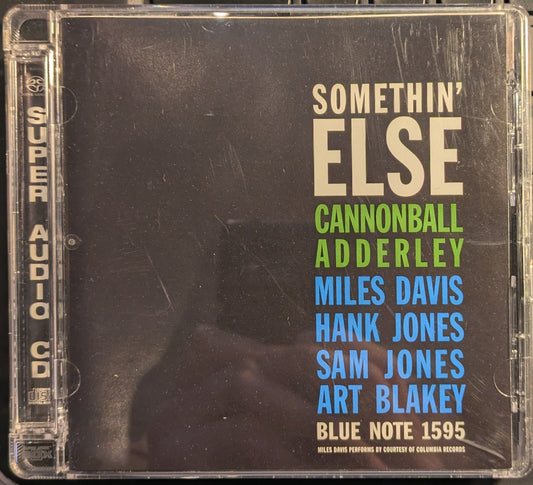 SUPER AUDIO CD
SOMETHIN'
ELSE
CANNONBALL
ADDERLEY
MILES DAVIS
HANK JONES
SAM JONES
ART BLAKEY
BLUE NOTE 1595
MILES DAVIS PERFORMS BY COURTESY OF COLUMBIA RECORDS